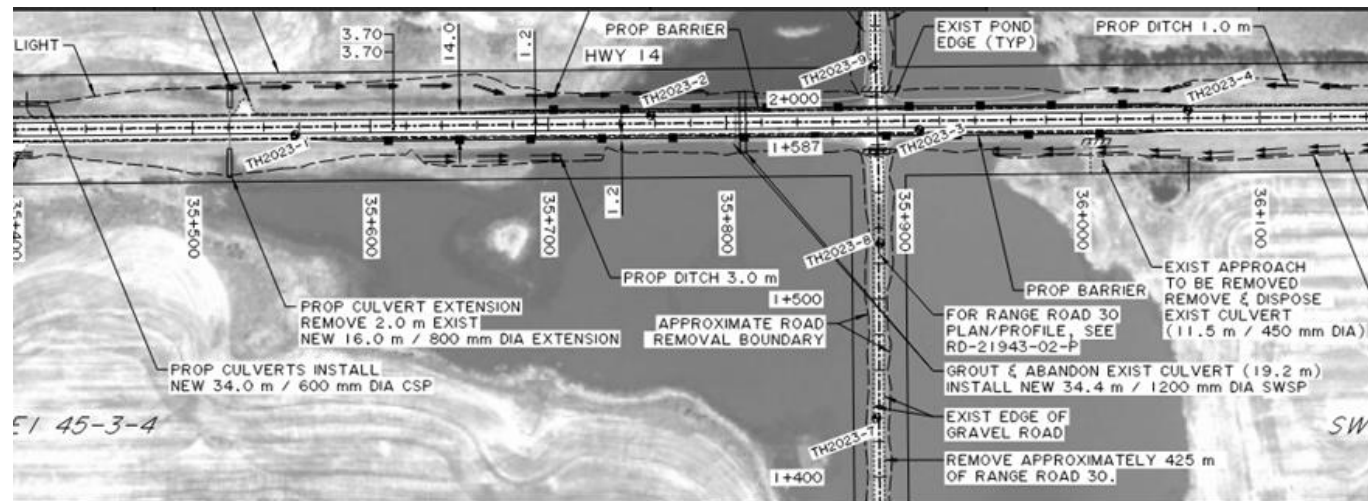 LIGHT
3.70
3.70
14.0
1.2
PROP BARRIER
HWY 14
TH2023-9
EXIST POND
EDGE (TYP)
PROP DITCH 1.0 m
TH2023-1
TH2023-2
2+000
TH2023-3
TH2023-4
1+587
1.2
35+400
35+500
35+600
35+700
35+800
35+900
36+000
36+100
TH2023-8
PROP DITCH 3.0 m
PROP BARRIER
EXIST APPROACH
TO BE REMOVED
REMOVE & DISPOSE
EXIST CULVERT
(11.5 m / 450 mm DIA)
PROP CULVERT EXTENSION
REMOVE 2.0 m EXIST
NEW 16.0 m / 800 mm DIA EXTENSION
1+500
APPROXIMATE ROAD
REMOVAL BOUNDARY
FOR RANGE ROAD 30
PLAN/PROFILE, SEE
RD-21943-02-P
PROP CULVERTS INSTALL
NEW 34.0 m / 600 mm DIA CSP
GROUT & ABANDON EXIST CULVERT (19.2 m)
INSTALL NEW 34.4 m / 1200 mm DIA SWSP
EXIST EDGE OF
GRAVEL ROAD
TH2023-7
1+400
REMOVE APPROXIMATELY 425 m
OF RANGE ROAD 30.
45-3-4
SW